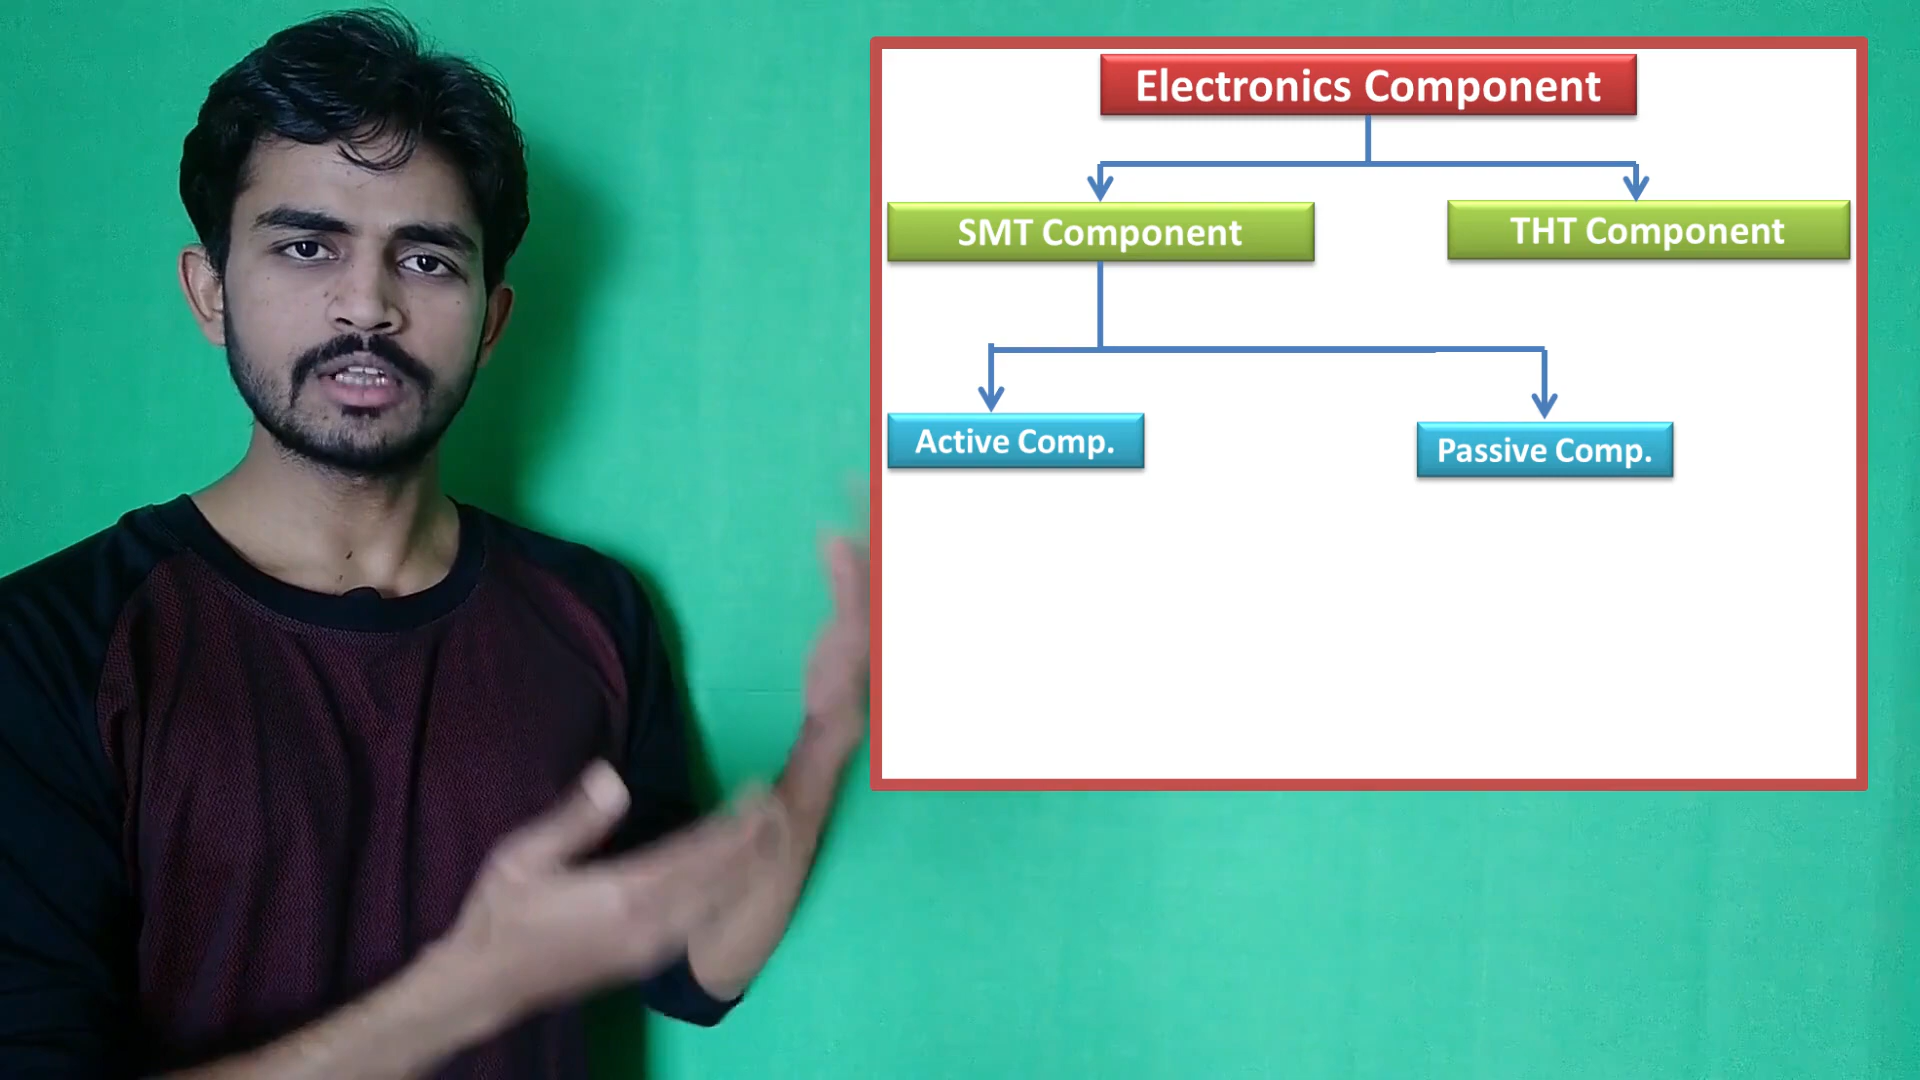 Electronics Component
SMT Component
THT Component
Active Comp.
Passive Comp.